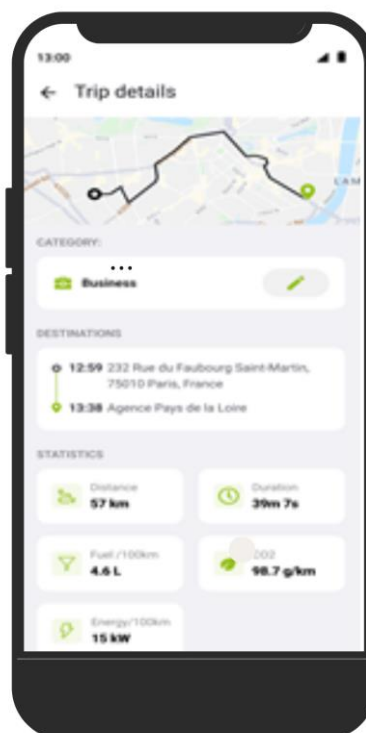 13:00
← Trip details
LAM
CATEGORY:
...
Business
DESTINATIONS
12:59 232 Rue du Faubourg Saint-Martin,
75010 Paris, France
13:38 Agence Pays de la Loire
STATISTICS
Distance
57 km
Duration
39m 7s
Fuel /100km
4.6 L
CO2
98.7 g/km
Energy/100km
15 kW